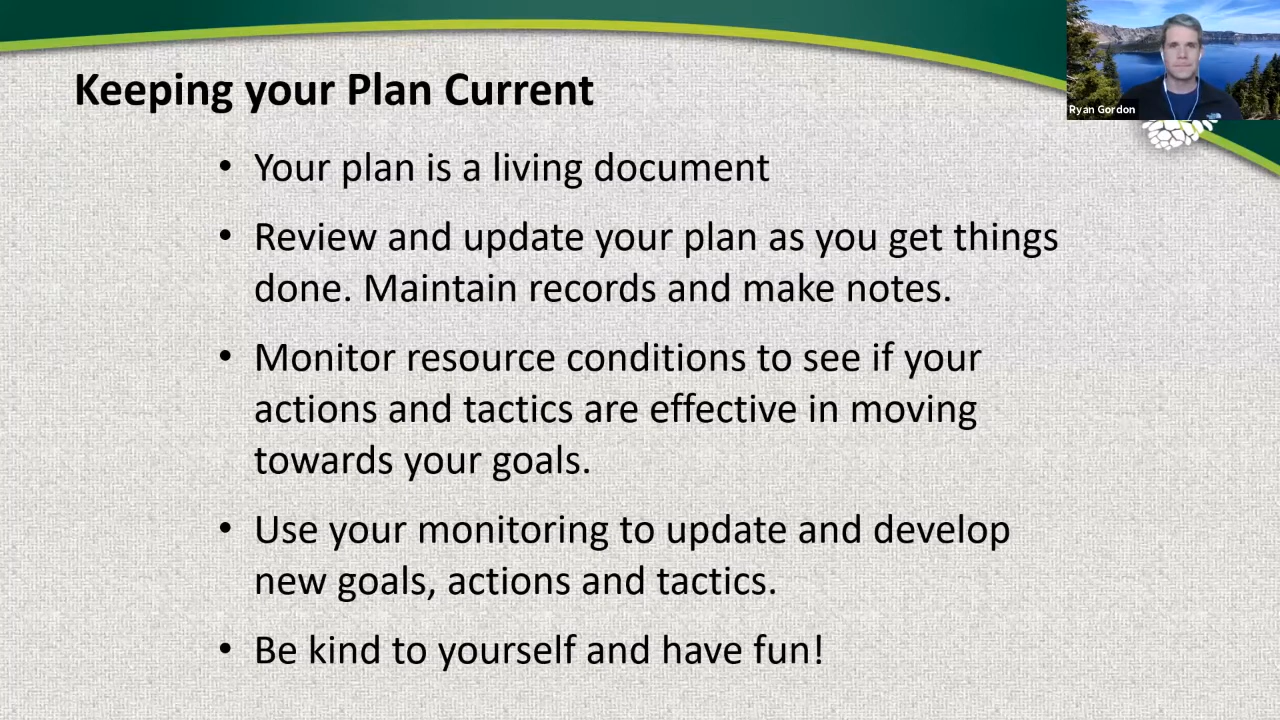 Keeping your Plan Current
Ryan Gordon
• Your plan is a living document
• Review and update your plan as you get things
done. Maintain records and make notes.
• Monitor resource conditions to see if your
actions and tactics are effective in moving
towards your goals.
• Use your monitoring to update and develop
new goals, actions and tactics.
• Be kind to yourself and have fun!